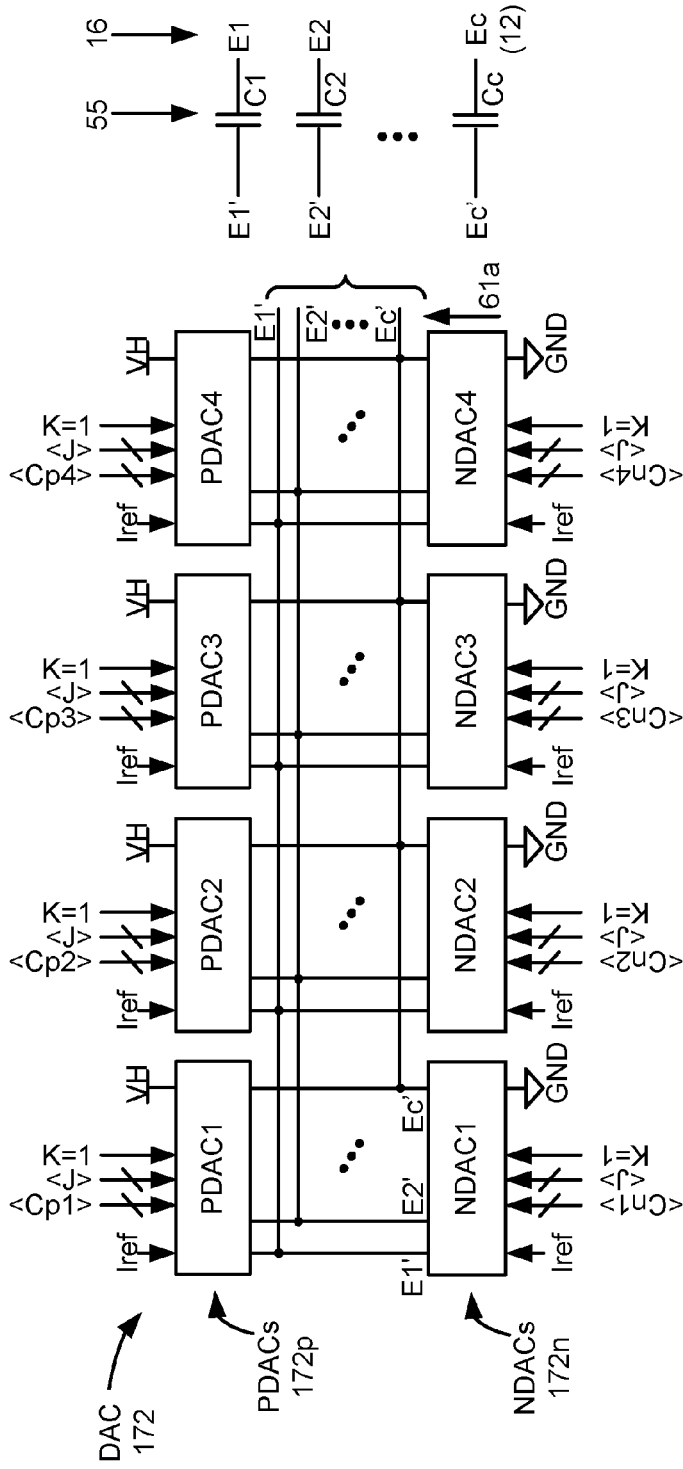 DAC
172
Iref
<Cp1>
<J>
K=1
VH
Iref
<Cp2>
<J>
K=1
VH
Iref
<Cp3>
<J>
K=1
VH
Iref
<Cp4>
<J>
K=1
VH
PDACs
172p
PDAC1
PDAC2
PDAC3
PDAC4
E1'
E2'
Ec'
E1'
E2'
Ec'
61a
NDACs
172n
NDAC1
NDAC2
NDAC3
NDAC4
Iref
<Cn1>
<J>
K=1
GND
Iref
<Cn2>
<J>
K=1
GND
Iref
<Cn3>
<J>
K=1
GND
Iref
<Cn4>
<J>
K=1
GND
55
16
E1'
C1
E1
E2'
C2
E2
Ec'
Cc
Ec
(12)